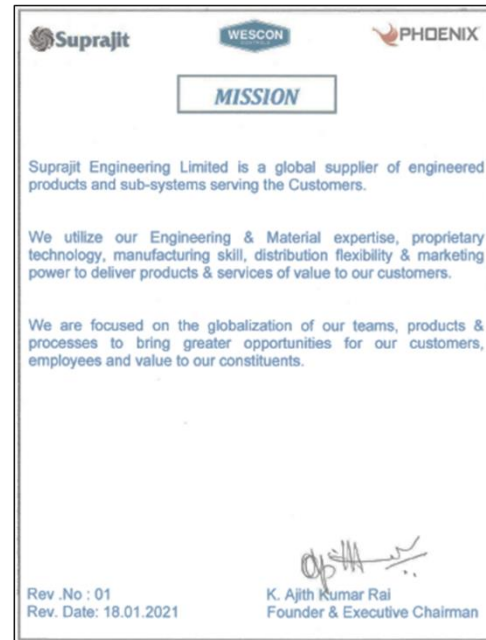 Suprajit WESCON CONTROLS PHOENIX
MISSION
Suprajit Engineering Limited is a global supplier of engineered
products and sub-systems serving the Customers.
We utilize our Engineering & Material expertise, proprietary
technology, manufacturing skill, distribution flexibility & marketing
power to deliver products & services of value to our customers.
We are focused on the globalization of our teams, products &
processes to bring greater opportunities for our customers,
employees and value to our constituents.
Rev .No : 01 K. Ajith Kumar Rai
Rev. Date: 18.01.2021 Founder & Executive Chairman